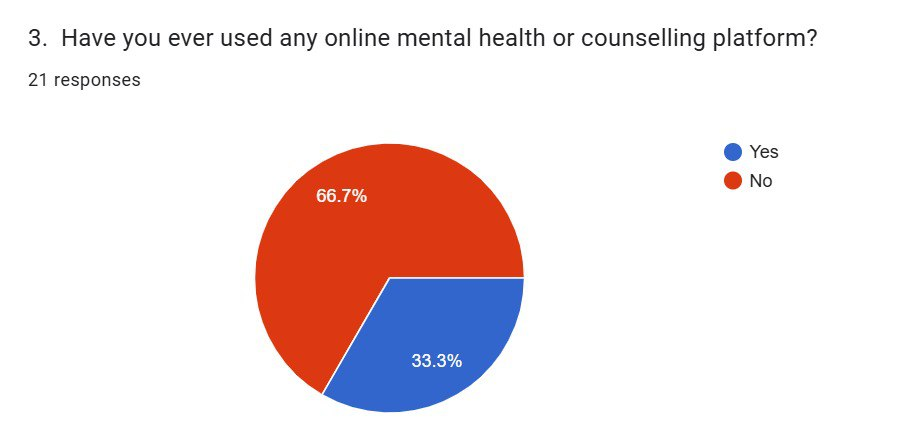 3. Have you ever used any online mental health or counselling platform?
21 responses
Yes
No
66.7%
33.3%